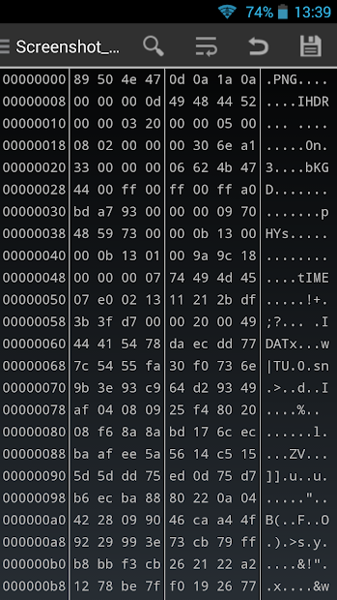 74% 13:39
Screenshot_...
00000000 89 50 4e 47 0d 0a 1a 0a .PNG....
00000008 00 00 00 0d 49 48 44 52 ....IHDR
00000010 00 00 03 20 00 00 05 00 ... ....
00000018 08 02 00 00 00 30 6e a1 .....0n.
00000020 33 00 00 00 06 62 4b 47 3....bKG
00000028 44 00 ff 00 ff 00 ff a0 D.......
00000030 bd a7 93 00 00 00 09 70 .......p
00000038 48 59 73 00 00 0b 13 00 HYs.....
00000040 00 0b 13 01 00 9a 9c 18 ........
00000048 00 00 00 07 74 49 4d 45 ....tIME
00000050 07 e0 02 13 11 21 2b df .....!+.
00000058 3b 3f d7 00 00 20 00 49 ;?... .I
00000060 44 41 54 78 da ec dd 77 DATx...w
00000068 7c 54 55 fa 30 f0 73 6e |TU.0.sn
00000070 9b 3e 93 c9 64 d2 93 49 .>..d..I
00000078 af 04 08 09 25 f4 80 20 ....%..
00000080 08 f6 8a 8a bd 17 6c ec ......l.
00000088 ba af ee 5a 56 14 c5 15 ...ZV...
00000090 5d 5d dd 75 ed 0d 75 d7 ]].u..u.
00000098 b6 ec ba 88 80 22 0a 04 ....."..
000000a0 42 28 09 90 46 ca a4 4f B(..F..O
000000a8 92 29 99 3e 73 cb 79 ff .).>s.y.
000000b0 b8 bb f3 cb 26 21 22 a2 ....&!".
000000b8 12 78 be 7f f0 19 26 77 .x....&w